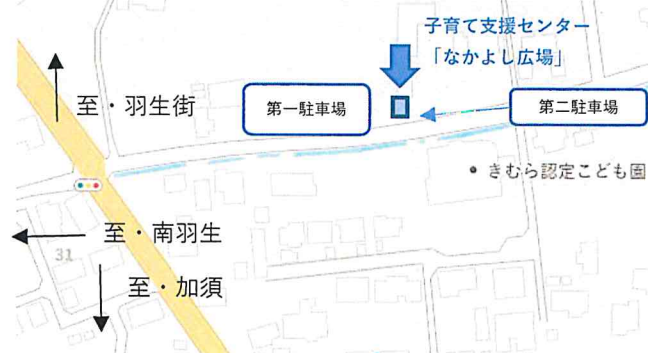 子育て支援センター
「なかよし広場」
至・羽生街
第一駐車場
第二駐車場
きむら認定こども園
至・南羽生
31
至・加須